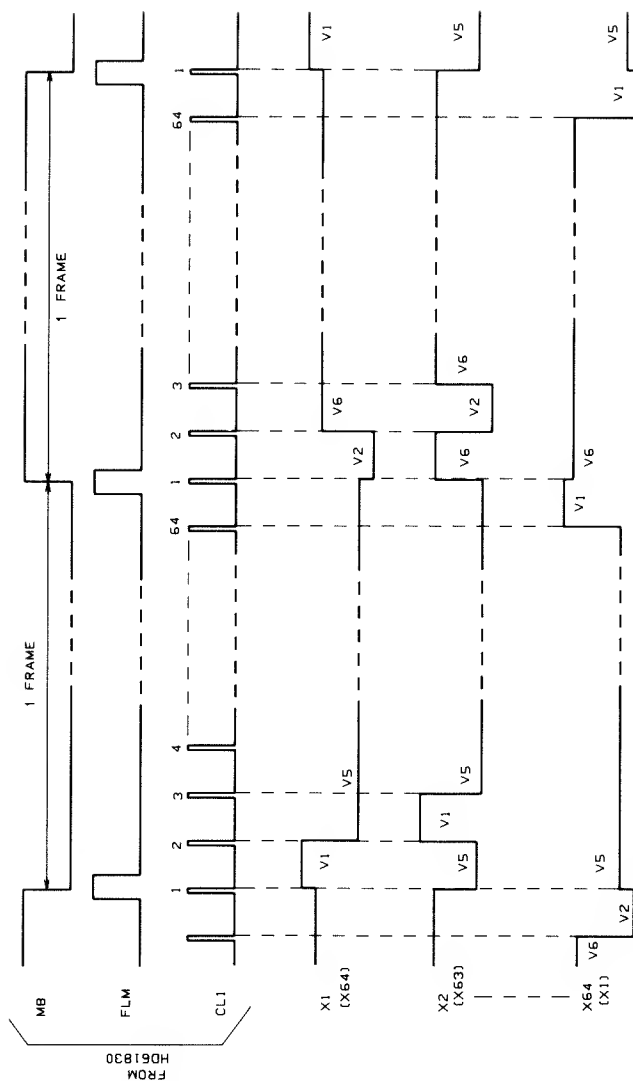 FROM
HD61830
MB
1 FRAME
1 FRAME
FLM
CL1
1
2
3
4
64
1
2
3
64
1
X1
(X64)
V1
V5
V2
V6
V1
X2
(X63)
V5
V1
V5
V6
V2
V6
V5
X64
(X1)
V6
V2
V5
V1
V6
V1
V5